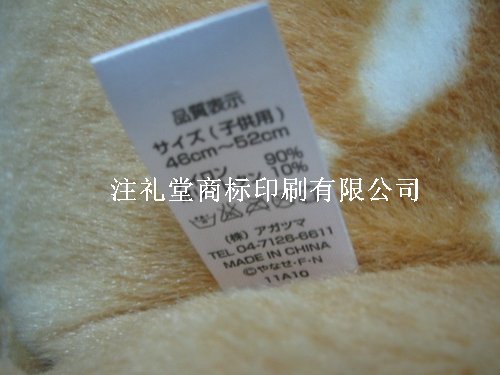 品質表示
サイズ(子供用)
46cm~52cm
90%
10%
注礼堂商标印刷有限公司
(株) アガツマ
TEL 04-7126-6611
MADE IN CHINA
©やなせ・F・N
11A10